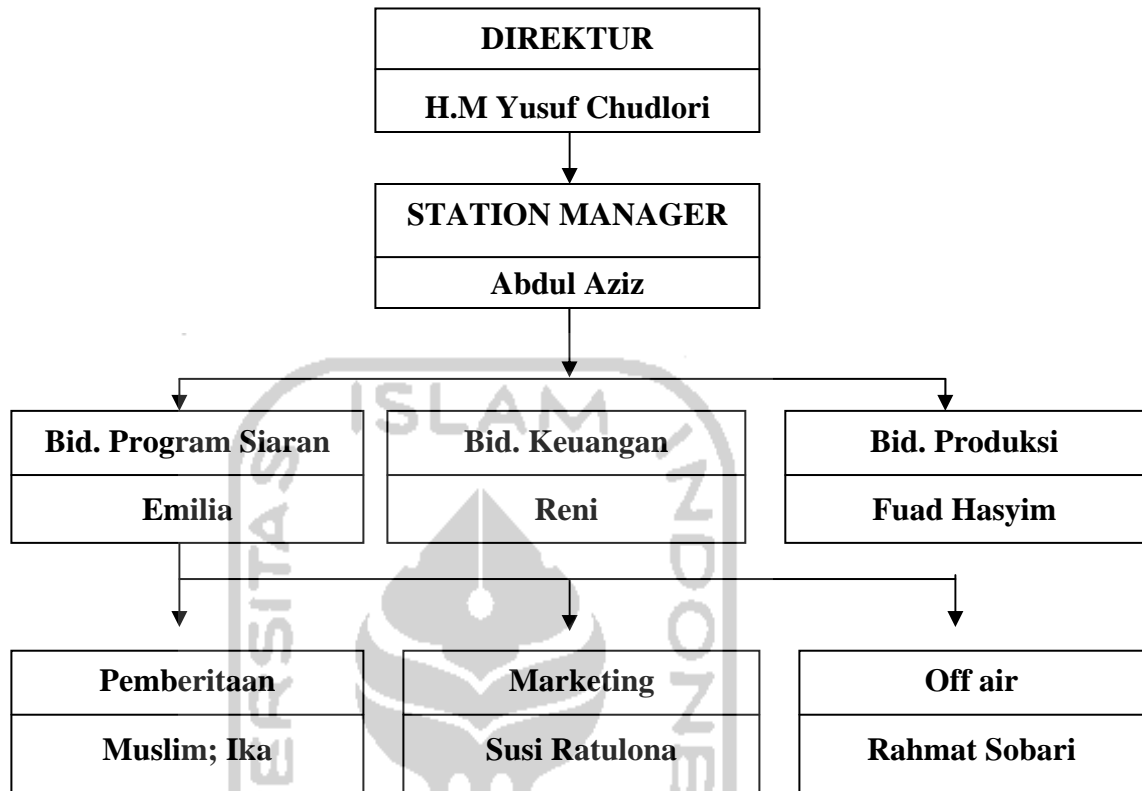 DIREKTUR
H.M Yusuf Chudlori
STATION MANAGER
Abdul Aziz
Bid. Program Siaran
Emilia
Bid. Keuangan
Reni
Bid. Produksi
Fuad Hasyim
Pemberitaan
Muslim; Ika
Marketing
Susi Ratulona
Off air
Rahmat Sobari
ISLAM